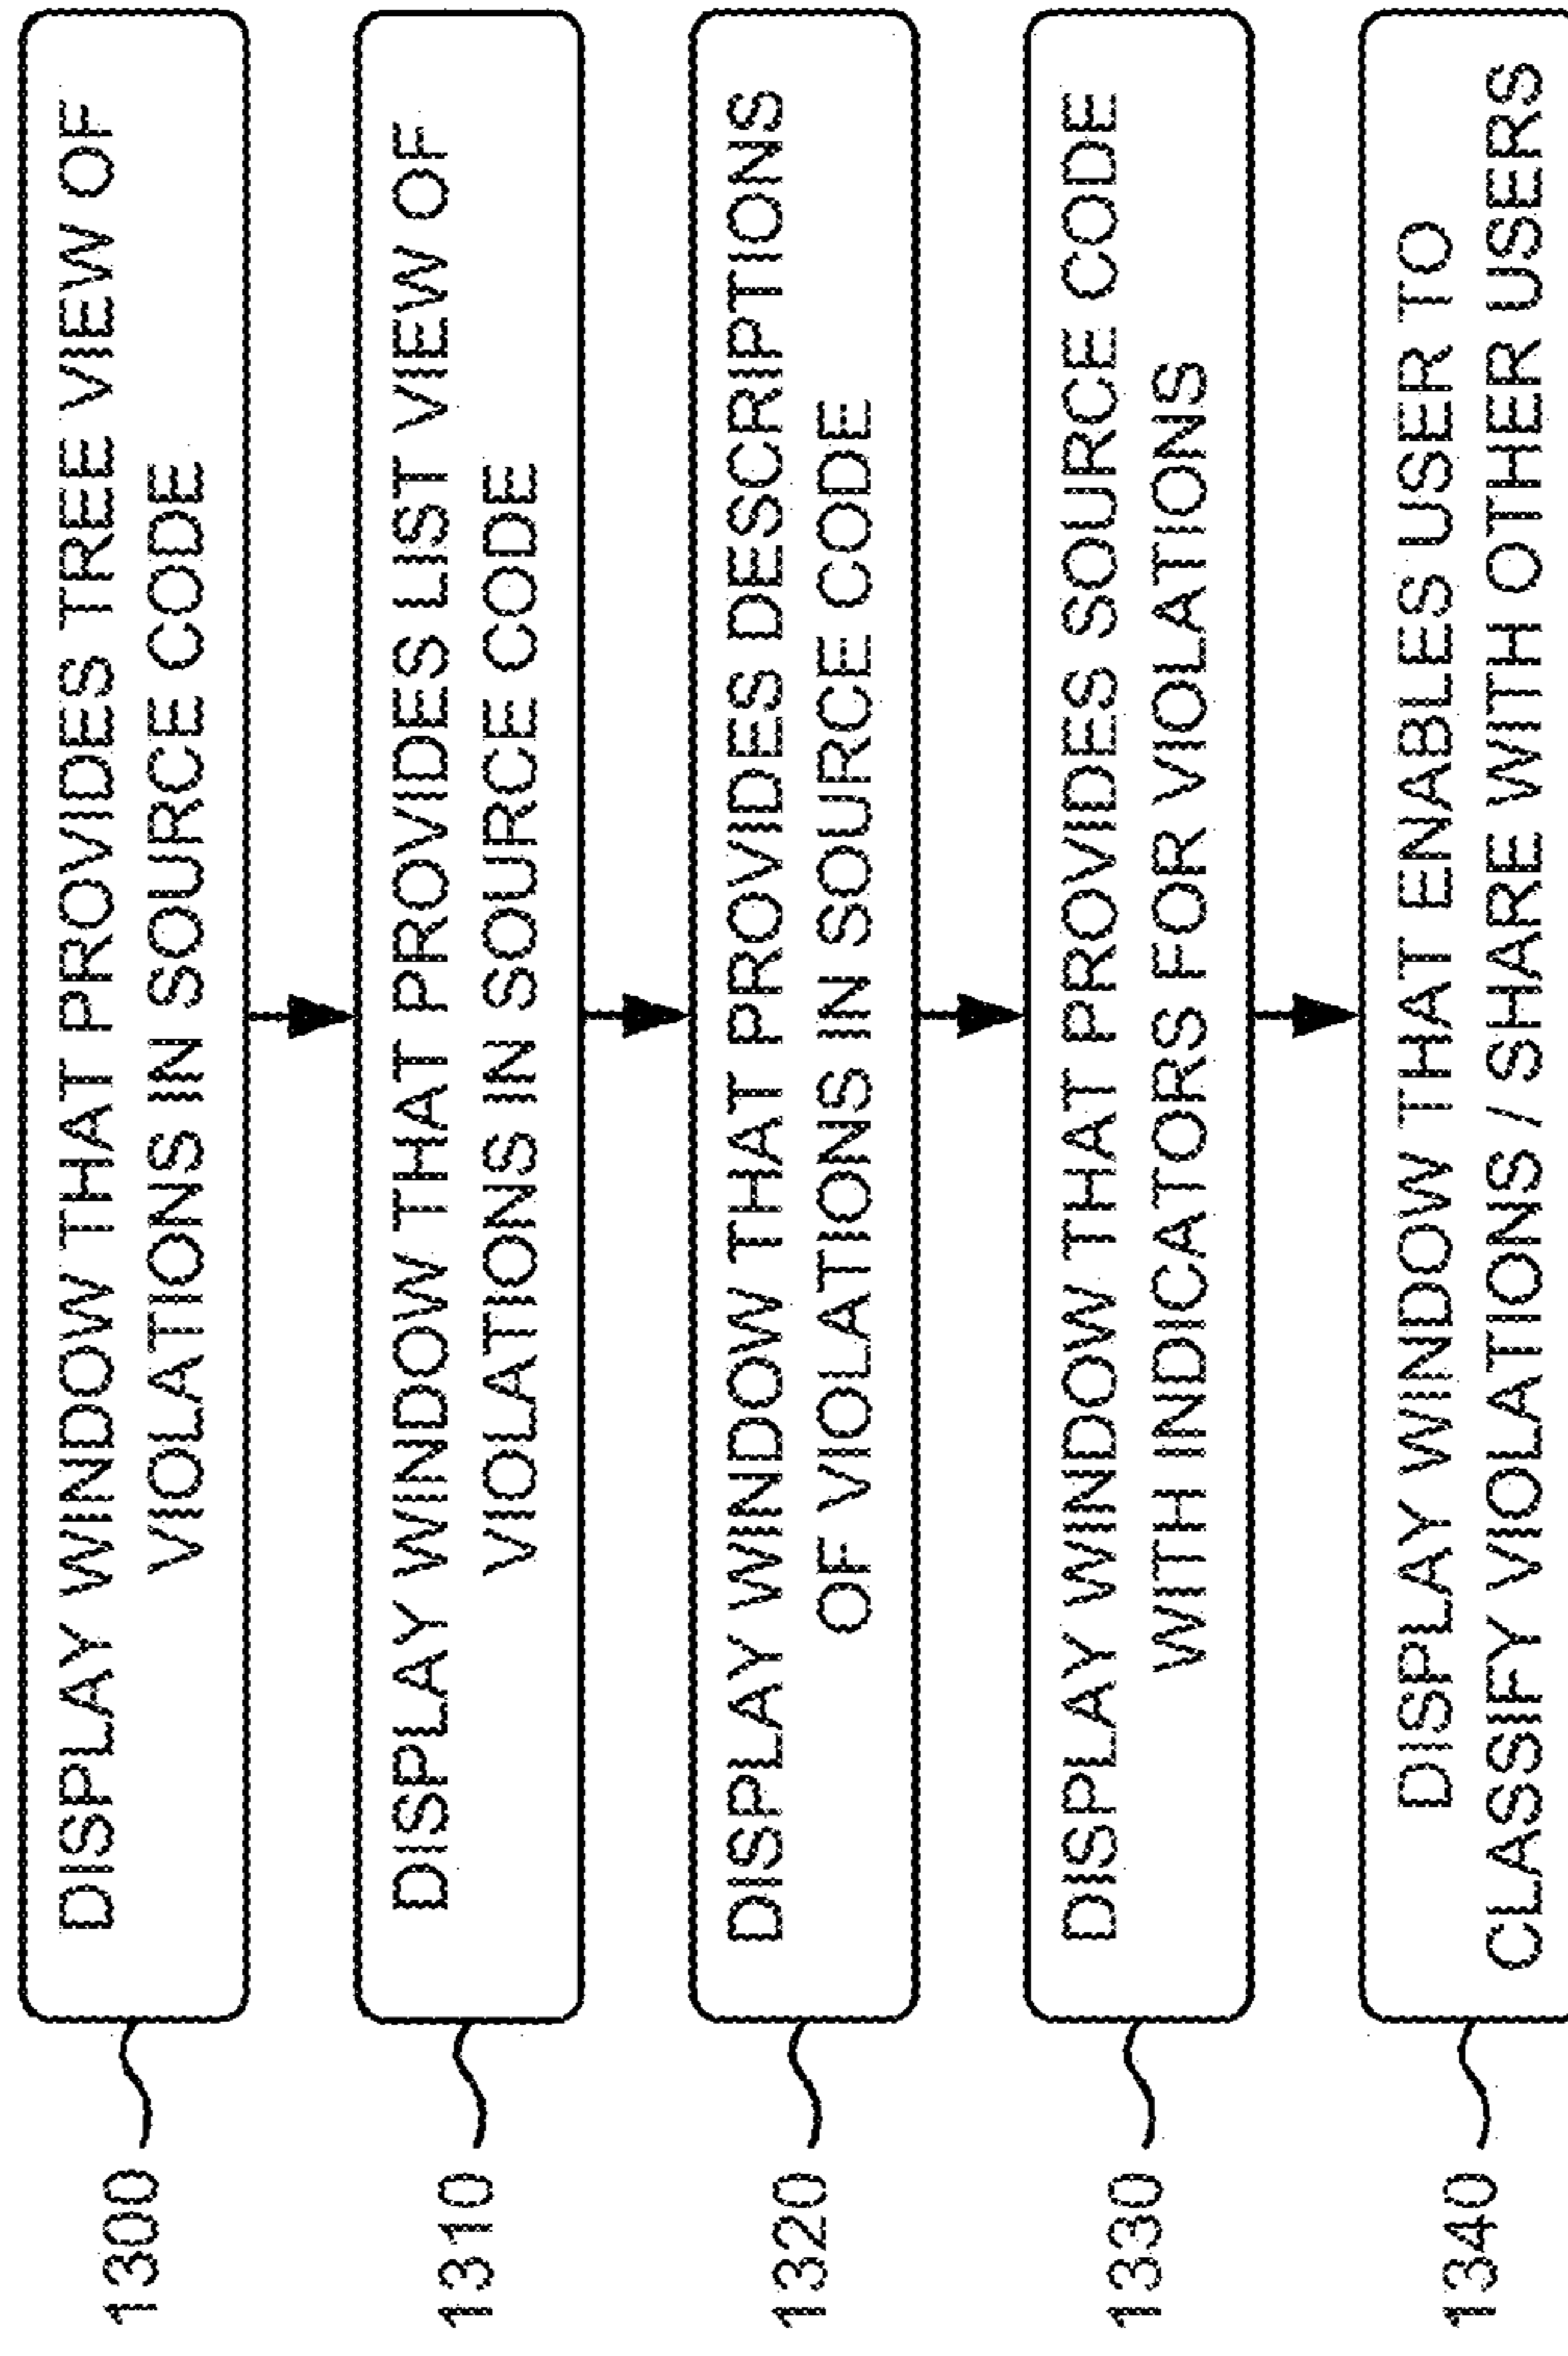 1300
DISPLAY WINDOW THAT PROVIDES TREE VIEW OF
VIOLATIONS IN SOURCE CODE
1310
DISPLAY WINDOW THAT PROVIDES LIST VIEW OF
VIOLATIONS IN SOURCE CODE
1320
DISPLAY WINDOW THAT PROVIDES DESCRIPTIONS
OF VIOLATIONS IN SOURCE CODE
1330
DISPLAY WINDOW THAT PROVIDES SOURCE CODE
WITH INDICATORS FOR VIOLATIONS
1340
DISPLAY WINDOW THAT ENABLES USER TO
CLASSIFY VIOLATIONS / SHARE WITH OTHER USERS